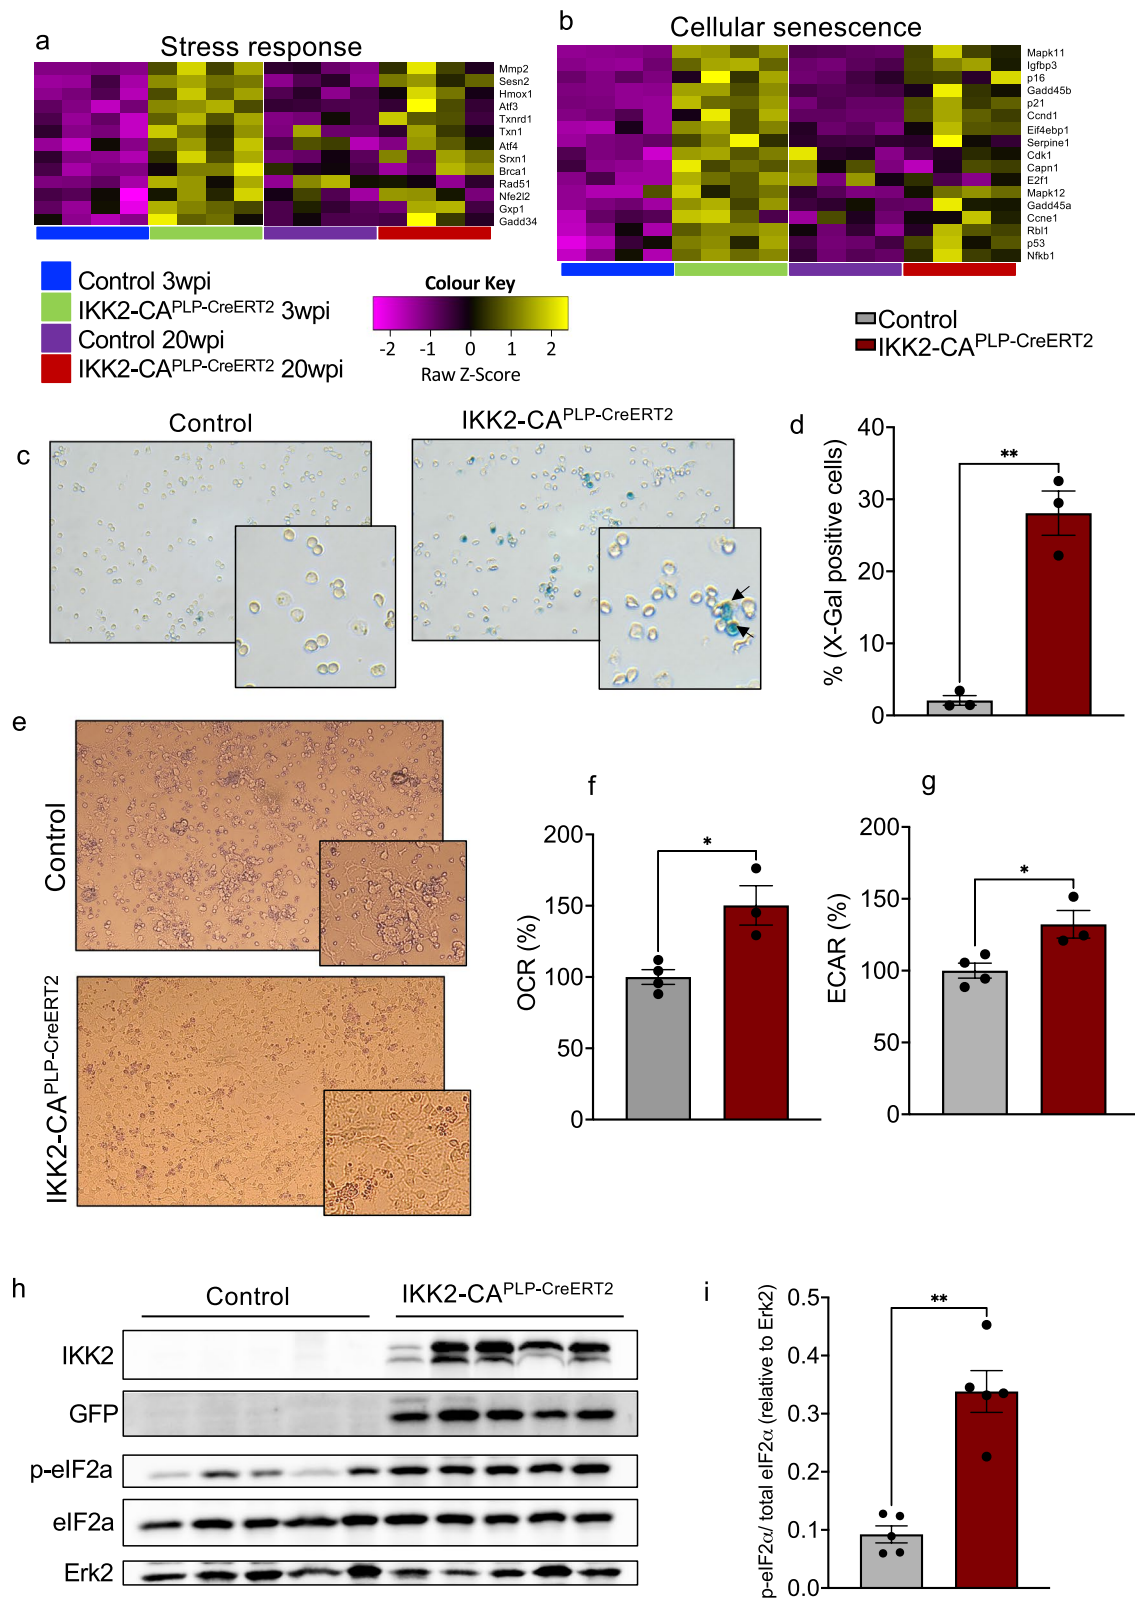 a
Stress response
Mmp2
Sesn2
Hmox1
Atf3
Txnrd1
Txn1
Atf4
Srxn1
Brca1
Rad51
Nfe2l2
Gxp1
Gadd34
b
Cellular senescence
Mapk11
Igfbp3
p16
Gadd45b
p21
Ccnd1
Eif4ebp1
Serpine1
Cdk1
Capn1
E2f1
Mapk12
Gadd45a
Ccne1
Rbl1
p53
Nfkb1
Control 3wpi
IKK2-CAPLP-CreERT2 3wpi
Control 20wpi
IKK2-CAPLP-CreERT2 20wpi
Colour Key
-2 -1 0 1 2
Raw Z-Score
Control
IKK2-CAPLP-CreERT2
c
Control
IKK2-CAPLP-CreERT2
d
% (X-Gal positive cells)
40
30
20
10
0
**
e
Control
IKK2-CAPLP-CreERT2
f
OCR (%)
200
150
100
50
0
*
g
ECAR (%)
200
150
100
50
0
*
h
Control
IKK2-CAPLP-CreERT2
IKK2
GFP
p-eIF2a
eIF2a
Erk2
i
p-eIF2α/ total eIF2α (relative to Erk2)
0.5
0.4
0.3
0.2
0.1
0.0
**